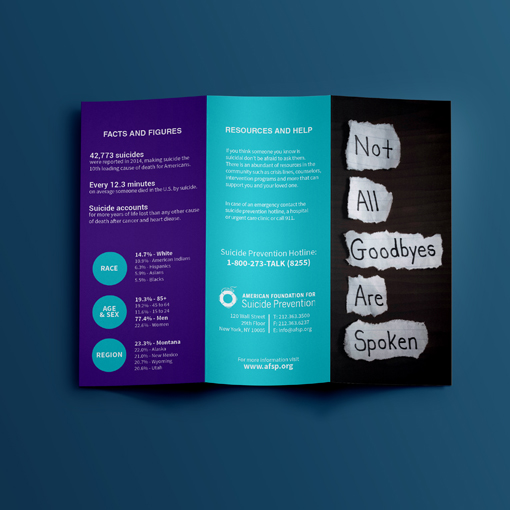 FACTS AND FIGURES
42,773 suicides
were reported in 2014, making suicide the
10th leading cause of death for Americans.
Every 12.3 minutes
on average someone died in the U.S. by suicide.
Suicide accounts
for more years of life lost than any other cause
of death after cancer and heart disease.
RACE
14.7% - White
10.9% - American Indians
6.3% - Hispanics
5.9% - Asians
5.5% - Blacks
AGE
& SEX
19.3% - 85+
19.2% - 45 to 64
11.6% - 15 to 24
77.4% - Men
22.6% - Women
REGION
23.3% - Montana
22.0% - Alaska
21.0% - New Mexico
20.7% - Wyoming
20.6% - Utah
RESOURCES AND HELP
If you think someone you know is
suicidal don't be afraid to ask them.
There is an abundant of resources in the
community such as crisis lines, counselors,
intervention programs and more that can
support you and your loved one.
In case of an emergency contact the
suicide prevention hotline, a hospital
or urgent care clinic or call 911.
Suicide Prevention Hotline:
1-800-273-TALK (8255)
AMERICAN FOUNDATION FOR
Suicide Prevention
120 Wall Street
29th Floor
New York, NY 10005
T: 212.363.3500
F: 212.363.6237
E: info@afsp.org
For more information visit
www.afsp.org
Not
All
Goodbyes
Are
Spoken